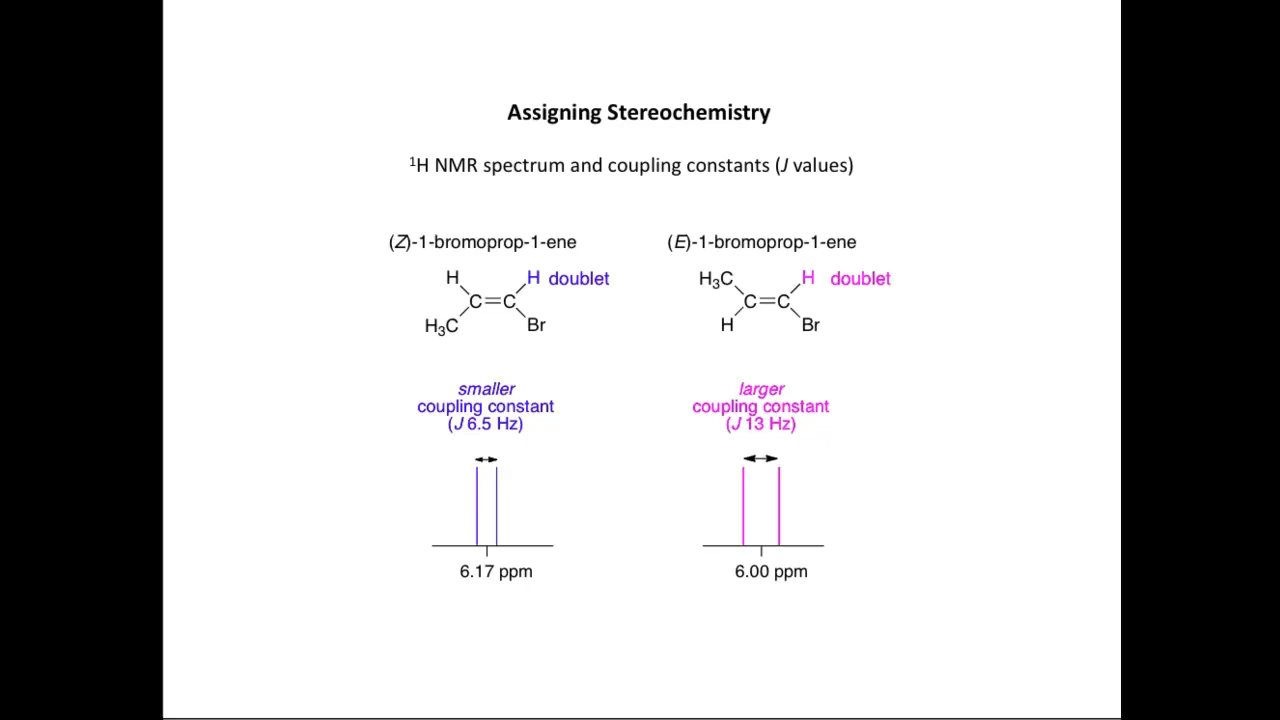 Assigning Stereochemistry
¹H NMR spectrum and coupling constants (J values)
(Z)-1-bromoprop-1-ene
H H doublet
C=C
H₃C Br
smaller
coupling constant
(J 6.5 Hz)
6.17 ppm
(E)-1-bromoprop-1-ene
H₃C H doublet
C=C
H Br
larger
coupling constant
(J 13 Hz)
6.00 ppm